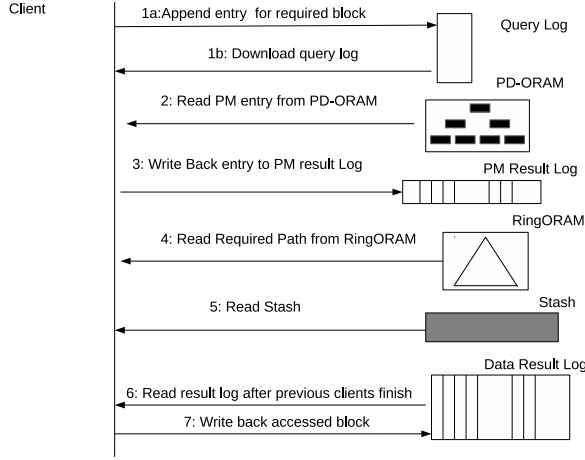 Client
1a:Append entry for required block
Query Log
1b: Download query log
PD-ORAM
2: Read PM entry from PD-ORAM
3: Write Back entry to PM result Log
PM Result Log
RingORAM
4: Read Required Path from RingORAM
Stash
5: Read Stash
Data Result Log
6: Read result log after previous clients finish
7: Write back accessed block